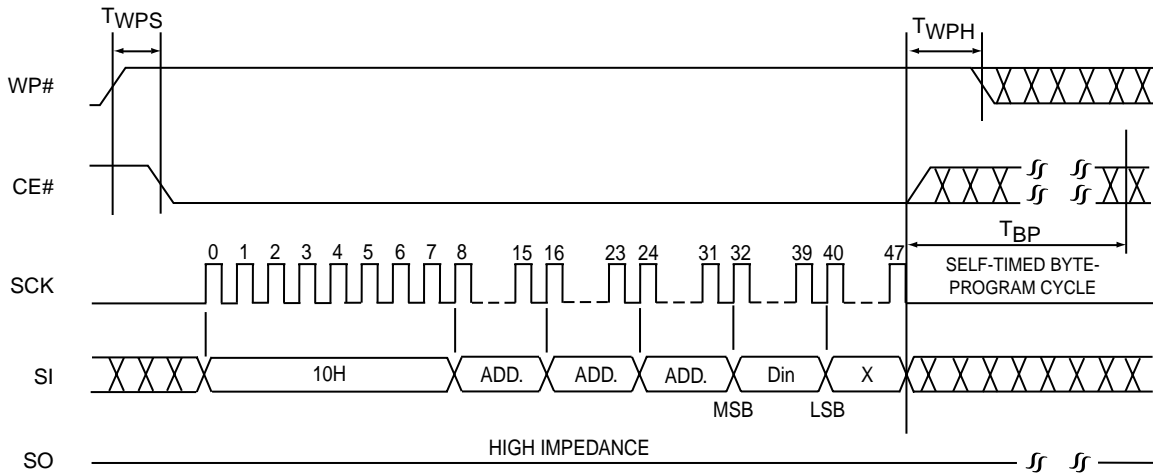 TWPS
TWPH
WP#
CE#
TBP
0 1 2 3 4 5 6 7 8 15 16 23 24 31 32 39 40 47
SELF-TIMED BYTE-
PROGRAM CYCLE
SCK
SI
10H ADD. ADD. ADD. Din X
MSB LSB
HIGH IMPEDANCE
SO